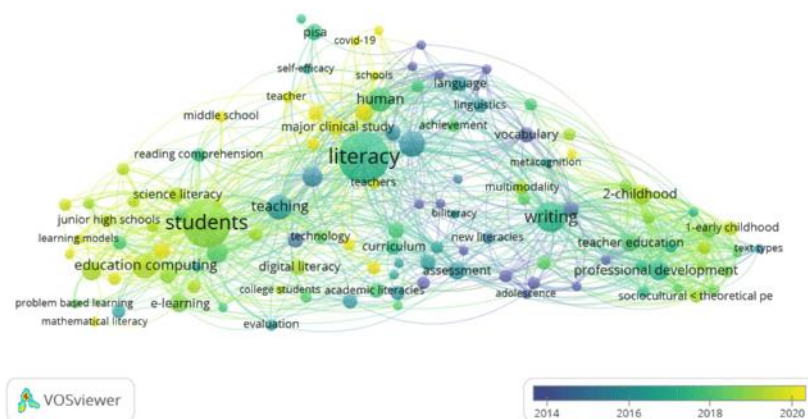 pisa
covid-19
self-efficacy
schools
language
teacher
human
linguistics
middle school
major clinical study
achievement
vocabulary
reading comprehension
literacy
metacognition
science literacy
teachers
multimodality
2-childhood
teaching
junior high schools
students
biliteracy
writing
1-early childhood
learning models
technology
curriculum
new literacies
teacher education
text types
education computing
digital literacy
assessment
professional development
problem based learning
e-learning
college students
academic literacies
adolescence
sociocultural < theoretical pe
mathematical literacy
evaluation
VOSviewer
2014 2016 2018 2020